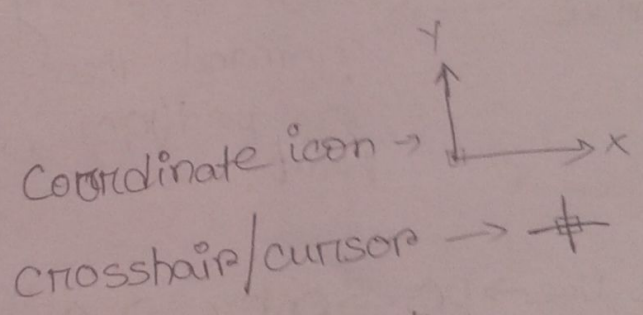 Y
Coordinate icon → X
Crosshair/cursor →